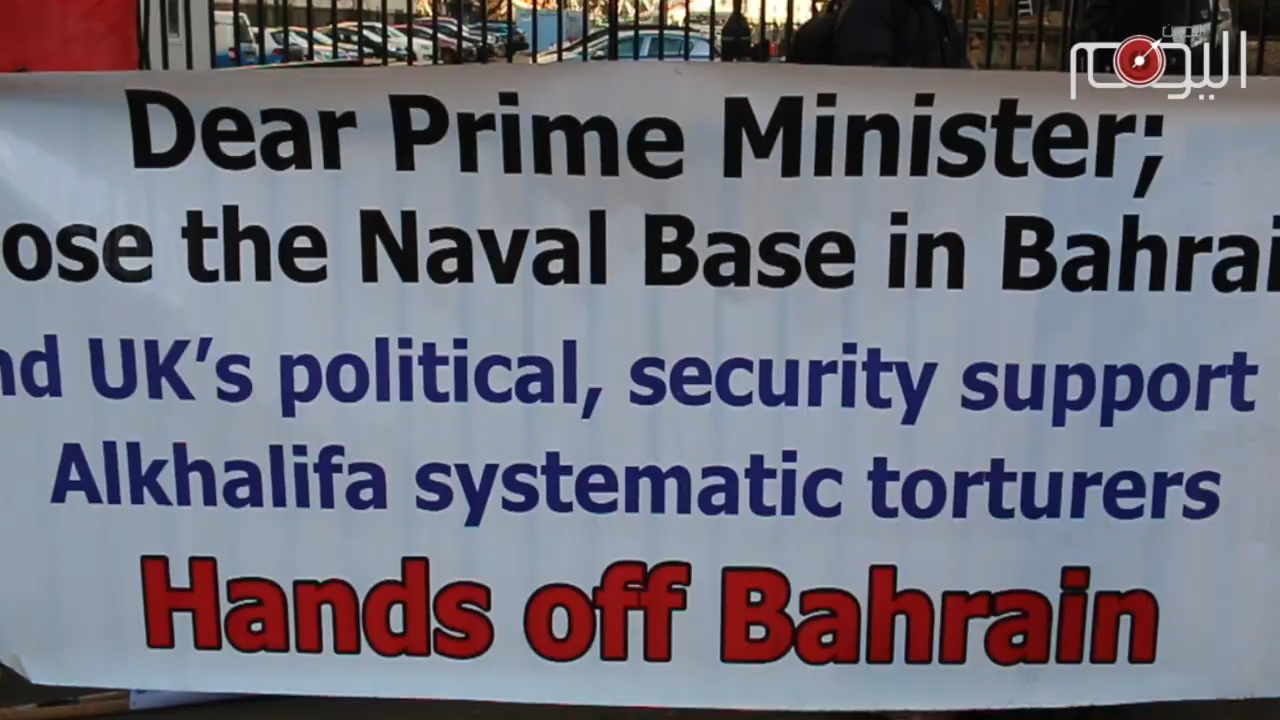 اليوم
Dear Prime Minister;
ose the Naval Base in Bahrai
nd UK's political, security support
Alkhalifa systematic torturers
Hands off Bahrain